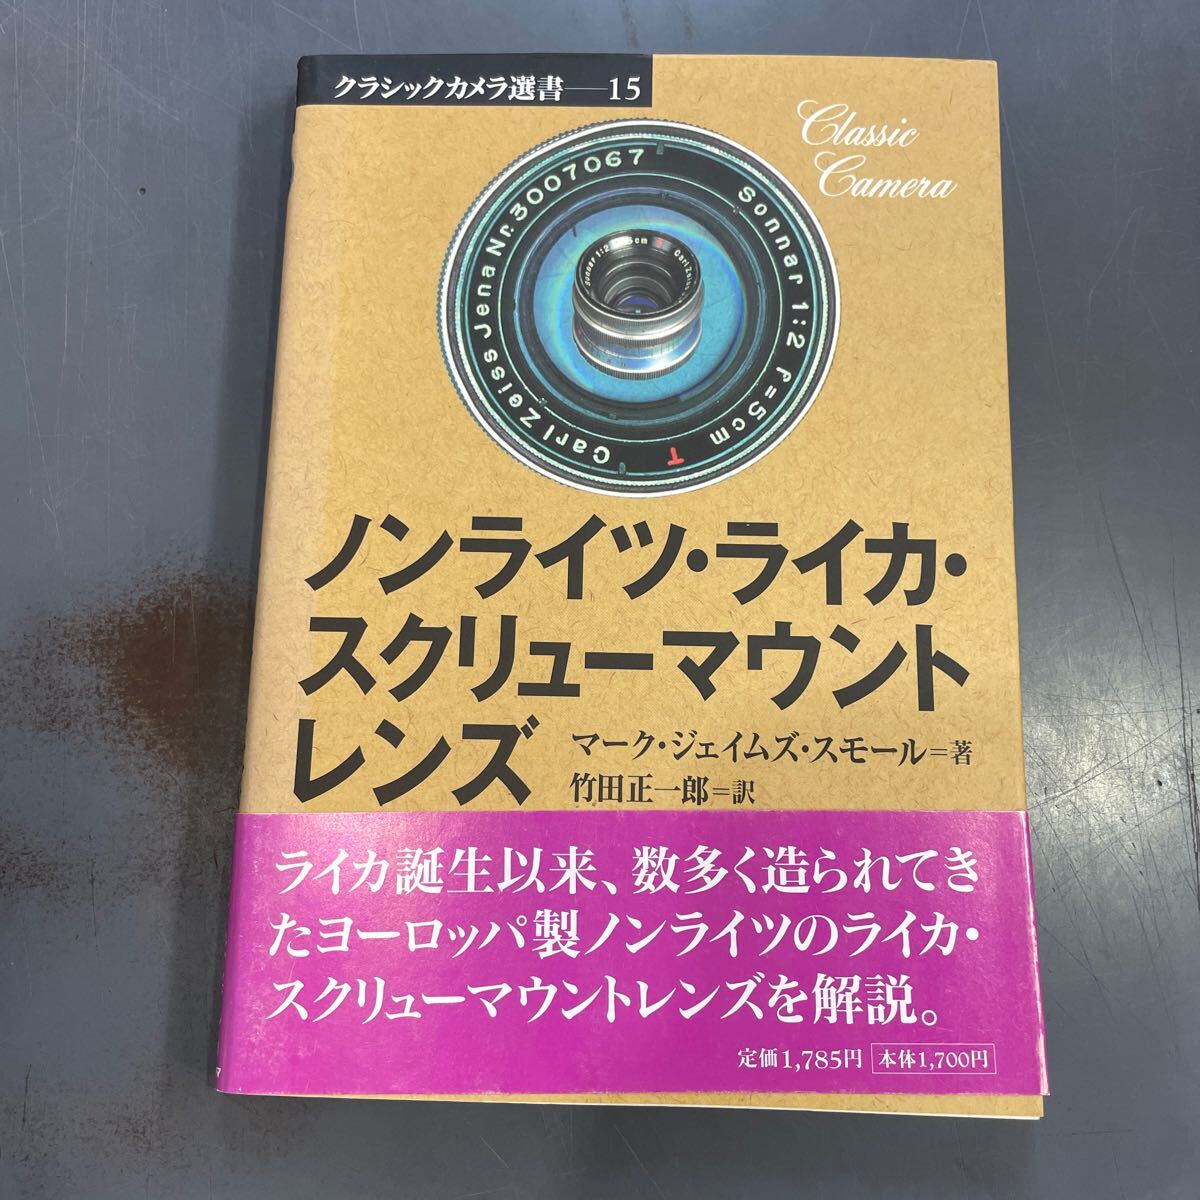 クラシックカメラ選書—15
Classic
Camera
Carl Zeiss Jena Nr. 3007067 Sonnar 1:2 f=5cm T
ノンライツ・ライカ・
スクリューマウント
レンズ
マーク・ジェイムズ・スモール＝著
竹田正一郎＝訳
ライカ誕生以来、数多く造られてき
たヨーロッパ製ノンライツのライカ・
スクリューマウントレンズを解説。
定価1,785円 本体1,700円